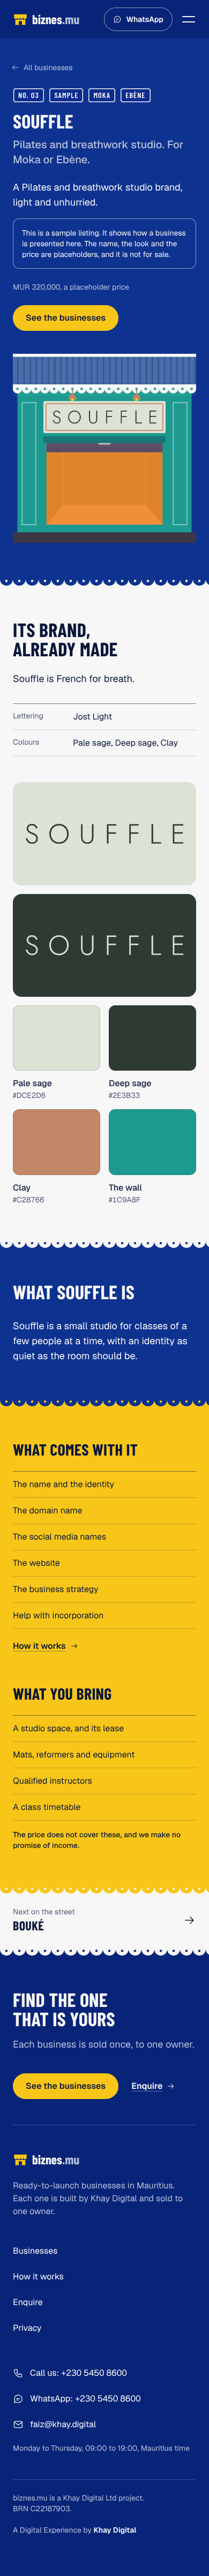 biznes.mu
WhatsApp
← All businesses
NO. 03 SAMPLE MOKA EBÈNE
SOUFFLE
Pilates and breathwork studio. For
Moka or Ebène.
A Pilates and breathwork studio brand,
light and unhurried.
This is a sample listing. It shows how a business
is presented here. The name, the look and the
price are placeholders, and it is not for sale.
MUR 320,000, a placeholder price
See the businesses
SOUFFLE
ITS BRAND,
ALREADY MADE
Souffle is French for breath.
Lettering Jost Light
Colours Pale sage, Deep sage, Clay
SOUFFLE
SOUFFLE
Pale sage
#DCE2D6
Deep sage
#2E3B33
Clay
#C28766
The wall
#1C9A8F
WHAT SOUFFLE IS
Souffle is a small studio for classes of a
few people at a time, with an identity as
quiet as the room should be.
WHAT COMES WITH IT
The name and the identity
The domain name
The social media names
The website
The business strategy
Help with incorporation
How it works →
WHAT YOU BRING
A studio space, and its lease
Mats, reformers and equipment
Qualified instructors
A class timetable
The price does not cover these, and we make no
promise of income.
Next on the street
BOUKÉ →
FIND THE ONE
THAT IS YOURS
Each business is sold once, to one owner.
See the businesses
Enquire →
biznes.mu
Ready-to-launch businesses in Mauritius.
Each one is built by Khay Digital and sold to
one owner.
Businesses
How it works
Enquire
Privacy
Call us: +230 5450 8600
WhatsApp: +230 5450 8600
faiz@khay.digital
Monday to Thursday, 09:00 to 19:00, Mauritius time
biznes.mu is a Khay Digital Ltd project.
BRN C22187903.
A Digital Experience by Khay Digital